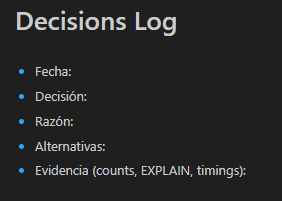 Decisions Log
Fecha:
Decisión:
Razón:
Alternativas:
Evidencia (counts, EXPLAIN, timings):